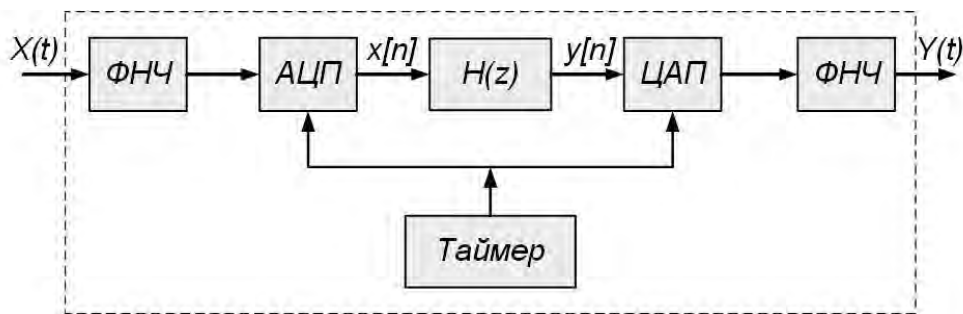 X(t)
ФНЧ
АЦП
x[n]
H(z)
y[n]
ЦАП
ФНЧ
Y(t)
Таймер